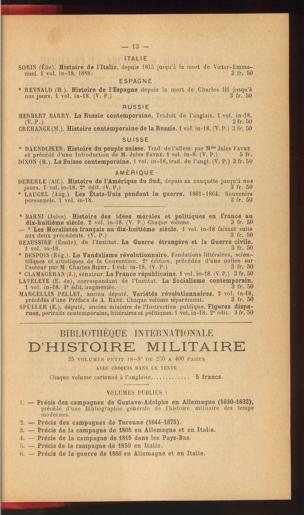 — 13 —
ITALIE
SORIN (Élie). Histoire de l'Italie, depuis 1815 jusqu'à la mort de Victor-Emma-
nuel. 1 vol. in-18. 1888. 3 fr. 50
ESPAGNE
* REYNALD (H.). Histoire de l'Espagne depuis la mort de Charles III jusqu'à
nos jours. 1 vol. in-18. (V. P.) 3 fr. 50
RUSSIE
HERBERT BARRY. La Russie contemporaine. Traduit de l'anglais. 1 vol. in-18.
(V. P.) 3 fr. 50
CRÉHANGE (M.). Histoire contemporaine de la Russie. 1 vol. in-18. (V. P.) 3 fr. 50
SUISSE
* DAENDLIKER. Histoire du peuple suisse. Trad. de l'allem. par Mme JULES FAVRE
et précédé d'une Introduction de M. JULES FAVRE. 1 vol. in-8. (V. P.) 5 fr.
DIXON (H.). La Suisse contemporaine. 1 vol. in-18, trad. de l'angl. (V. P.) 3 fr. 50
AMÉRIQUE
DEBERLE (Alf.). Histoire de l'Amérique du Sud, depuis sa conquête jusqu'à nos
jours. 1 vol. in-18. 2e édit. (V. P.) 3 fr. 50
* LAUGEL (Aug.). Les États-Unis pendant la guerre. 1861-1864. Souvenirs
personnels. 1 vol. in-18. 3 fr. 50
* BARNI (Jules). Histoire des idées morales et politiques en France au
dix-huitième siècle. 2 vol. in-18. (V. P.) Chaque volume. 3 fr. 50
— * Les Moralistes français au dix-huitième siècle. 1 vol. in-18 faisant suite
aux deux précédents. (V. P.) 3 fr. 50
BEAUSSIRE (Émile), de l'Institut. La Guerre étrangère et la Guerre civile.
1 vol. in-18. 3 fr. 50
* DESPOIS (Eug.). Le Vandalisme révolutionnaire. Fondations littéraires, scien-
tifiques et artistiques de la Convention. 2e édition, précédée d'une notice sur
l'auteur par M. CHARLES BIGOT. 1 vol. in-18. (V. P.) 3 fr. 50
* CLAMAGERAN (J.), sénateur. La France républicaine. 1 vol. in-18. (V. P.) 3 fr. 50
LAVELEYE (E. de), correspondant de l'Institut. Le Socialisme contemporain.
1 vol. in-18. 4e édit. augmentée. 3 fr. 50
MARCELLIN PELLET, ancien député. Variétés révolutionnaires. 2 vol. in-18,
précédés d'une Préface de A. RANC. Chaque volume séparément. 3 fr. 50
SPULLER (E.), député, ancien ministre de l'Instruction publique. Figures dispa-
rues, portraits contemporains, littéraires et politiques. 1 vol. in-18. 2e édit. 3 fr. 50
BIBLIOTHÈQUE INTERNATIONALE
D'HISTOIRE MILITAIRE
25 VOLUMES PETIT IN-8° DE 250 A 400 PAGES
AVEC CROQUIS DANS LE TEXTE
Chaque volume cartonné à l'anglaise............ 5 francs.
VOLUMES PUBLIÉS :
1. — Précis des campagnes de Gustave-Adolphe en Allemagne (1630-1632),
précédé d'une Bibliographie générale de l'histoire militaire des temps
modernes.
2. — Précis des campagnes de Turenne (1644-1675).
3. — Précis de la campagne de 1805 en Allemagne et en Italie.
4. — Précis de la campagne de 1815 dans les Pays-Bas.
5. — Précis de la campagne de 1859 en Italie.
6. — Précis de la guerre de 1866 en Allemagne et en Italie.